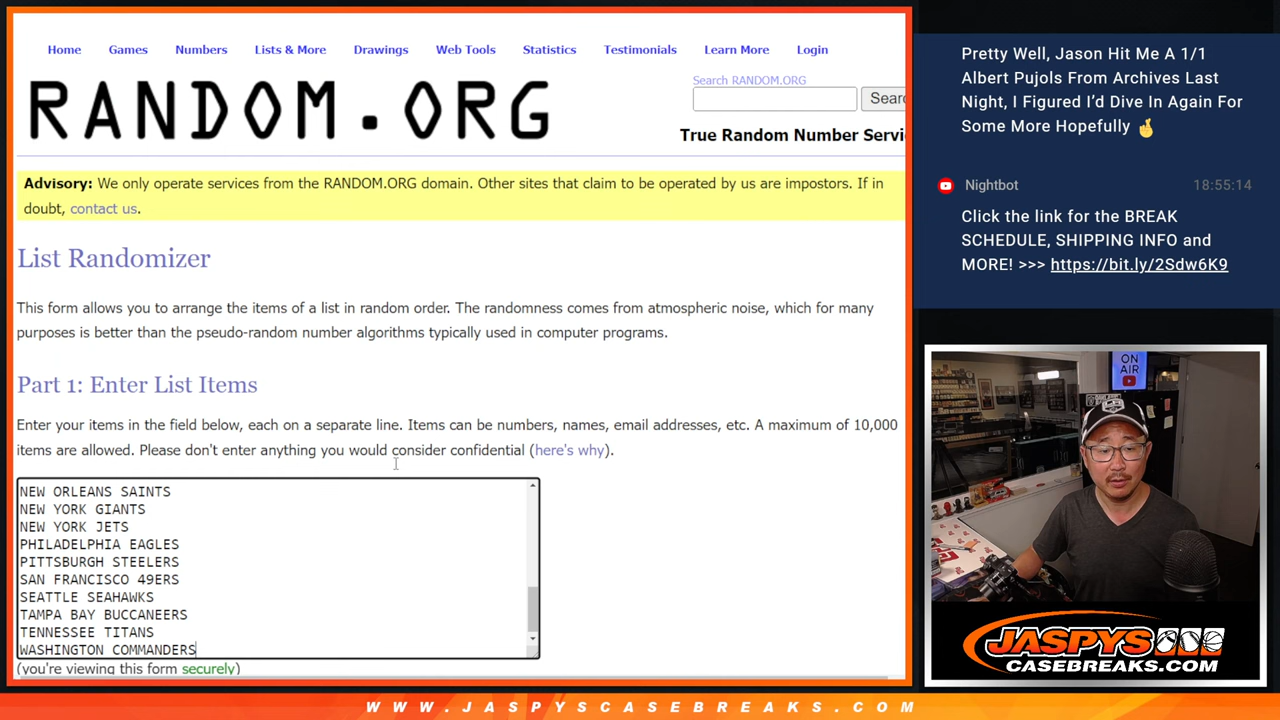 Home Games Numbers Lists & More Drawings Web Tools Statistics Testimonials Learn More Login
RANDOM.ORG
Search RANDOM.ORG
Searc
True Random Number Servi
Advisory: We only operate services from the RANDOM.ORG domain. Other sites that claim to be operated by us are impostors. If in
doubt, contact us.
List Randomizer
This form allows you to arrange the items of a list in random order. The randomness comes from atmospheric noise, which for many
purposes is better than the pseudo-random number algorithms typically used in computer programs.
Part 1: Enter List Items
Enter your items in the field below, each on a separate line. Items can be numbers, names, email addresses, etc. A maximum of 10,000
items are allowed. Please don't enter anything you would consider confidential (here's why).
NEW ORLEANS SAINTS
NEW YORK GIANTS
NEW YORK JETS
PHILADELPHIA EAGLES
PITTSBURGH STEELERS
SAN FRANCISCO 49ERS
SEATTLE SEAHAWKS
TAMPA BAY BUCCANEERS
TENNESSEE TITANS
WASHINGTON COMMANDERS
(you're viewing this form securely)
Pretty Well, Jason Hit Me A 1/1
Albert Pujols From Archives Last
Night, I Figured I'd Dive In Again For
Some More Hopefully 🤞
Nightbot 18:55:14
Click the link for the BREAK
SCHEDULE, SHIPPING INFO and
MORE! >>> https://bit.ly/2Sdw6K9
ON
AIR
JASPYS
CASEBREAKS.COM
WWW.JASPYSCASEBREAKS.COM